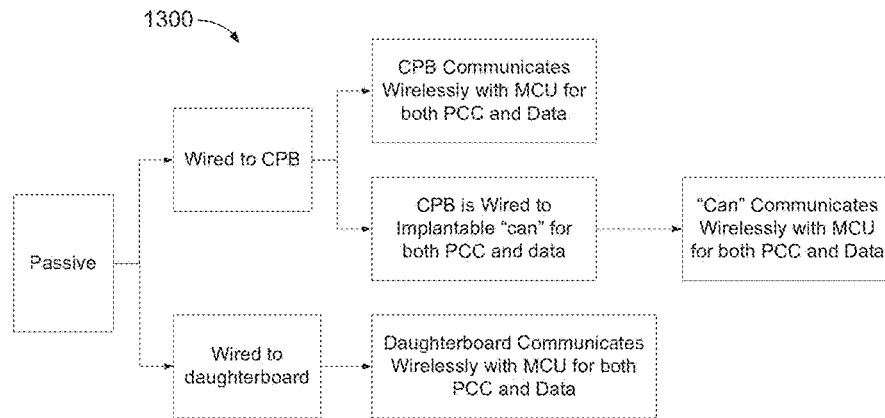 1300
CPB Communicates
Wirelessly with MCU for
both PCC and Data
Wired to CPB
CPB is Wired to
Implantable "can" for
both PCC and data
"Can" Communicates
Wirelessly with MCU
for both PCC and Data
Passive
Wired to
daughterboard
Daughterboard Communicates
Wirelessly with MCU for both
PCC and Data